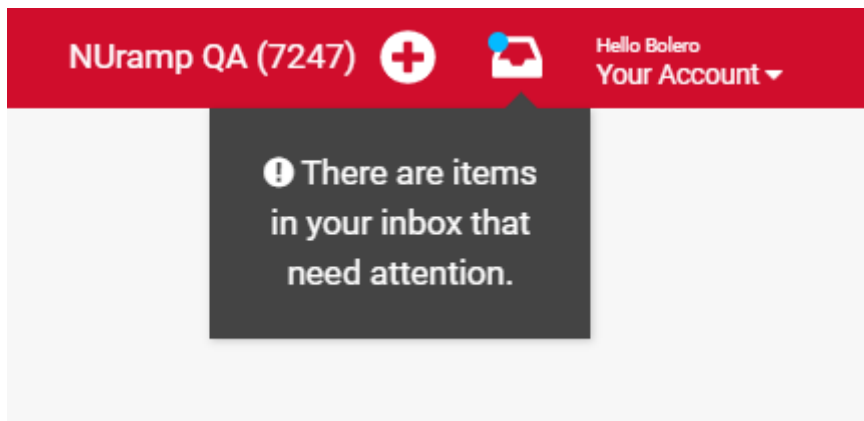 NUramp QA (7247)
Hello Bolero
Your Account
There are items
in your inbox that
need attention.